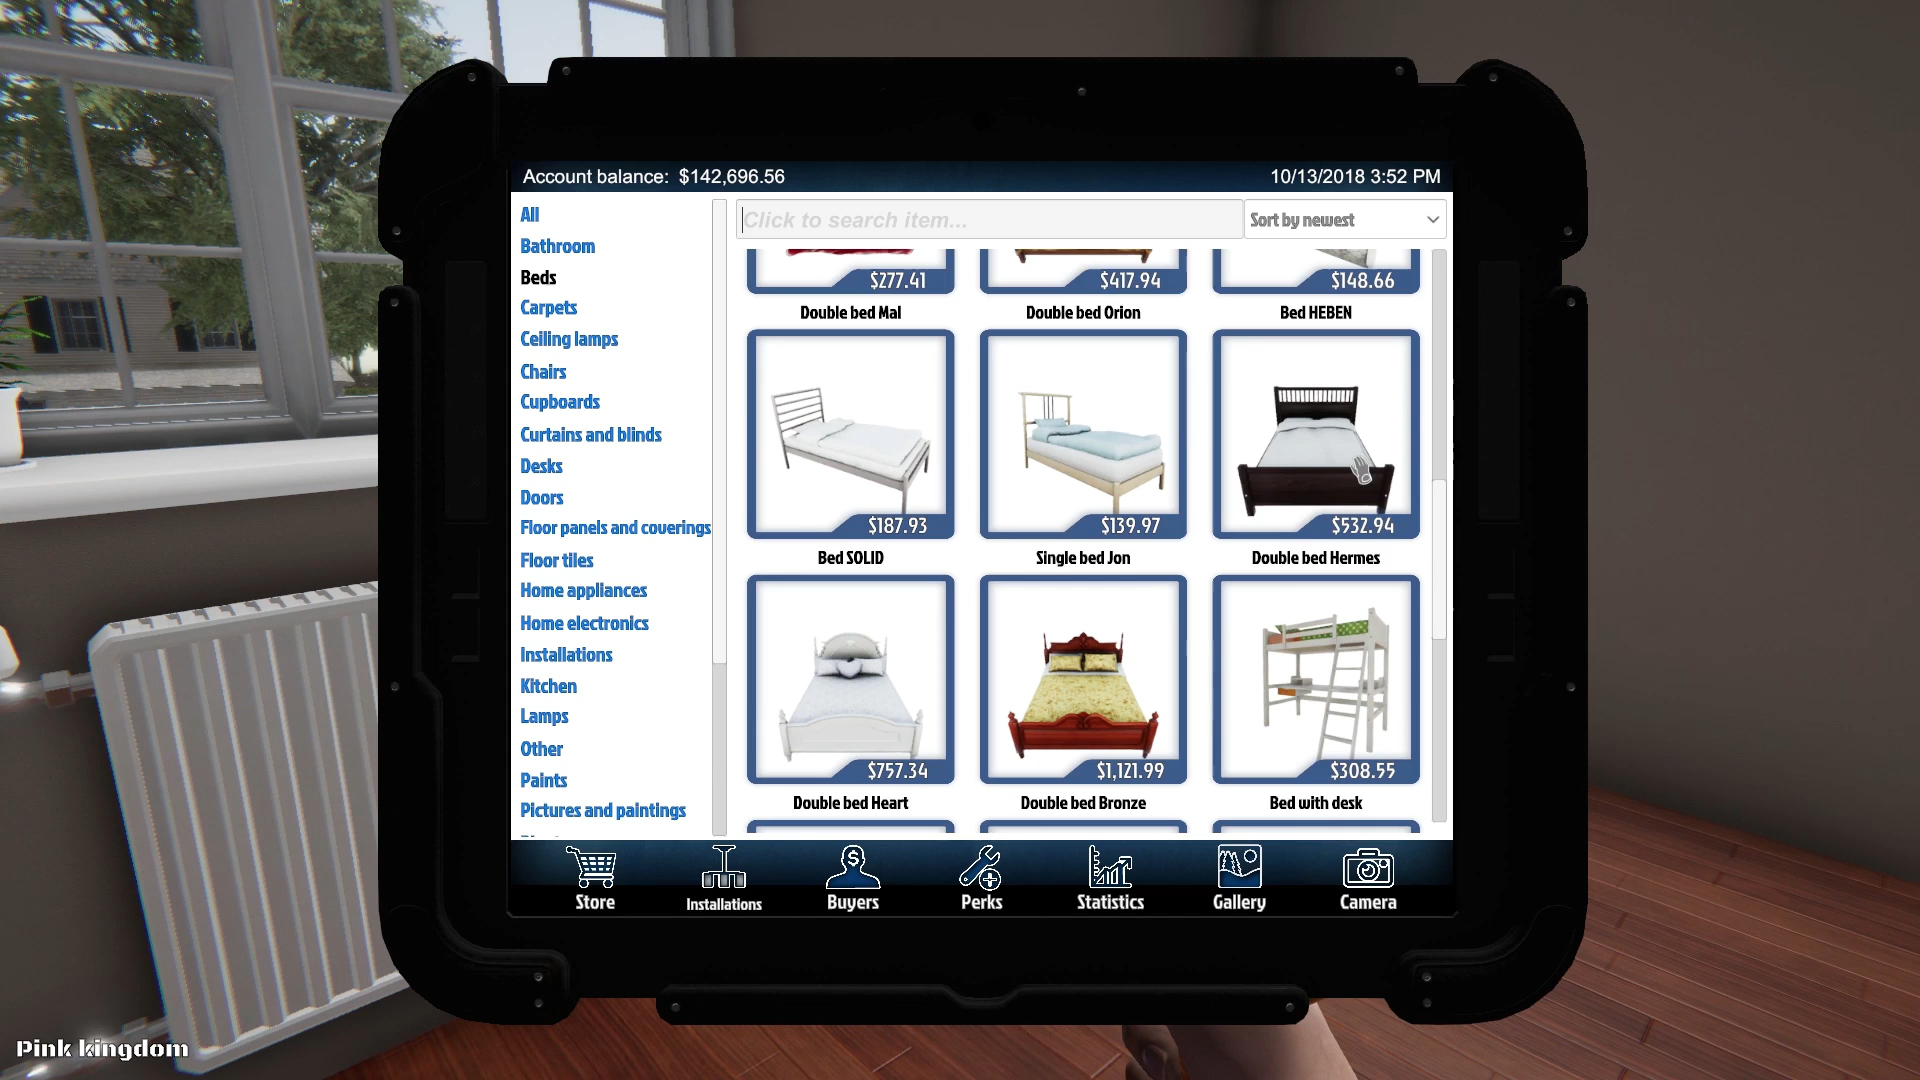 Account balance: $142,696.56
10/13/2018 3:52 PM
Click to search item...
Sort by newest
All
Bathroom
Beds
Carpets
Ceiling lamps
Chairs
Cupboards
Curtains and blinds
Desks
Doors
Floor panels and coverings
Floor tiles
Home appliances
Home electronics
Installations
Kitchen
Lamps
Other
Paints
Pictures and paintings
$277.41
$417.94
$148.66
Double bed Mal
Double bed Orion
Bed HEBEN
$187.93
$139.97
$532.94
Bed SOLID
Single bed Jon
Double bed Hermes
$757.34
$1,121.99
$308.55
Double bed Heart
Double bed Bronze
Bed with desk
Store
Installations
Buyers
Perks
Statistics
Gallery
Camera
Pink kingdom